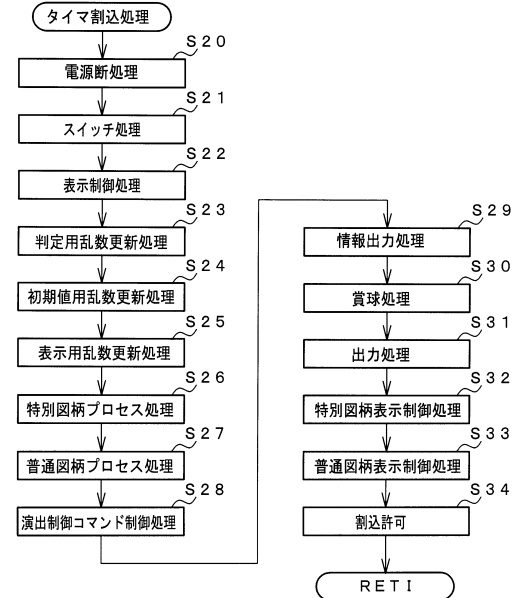 タイマ割込処理
S20
電源断処理
S21
スイッチ処理
S22
表示制御処理
S23
判定用乱数更新処理
S24
初期値用乱数更新処理
S25
表示用乱数更新処理
S26
特別図柄プロセス処理
S27
普通図柄プロセス処理
S28
演出制御コマンド制御処理
S29
情報出力処理
S30
賞球処理
S31
出力処理
S32
特別図柄表示制御処理
S33
普通図柄表示制御処理
S34
割込許可
RETI